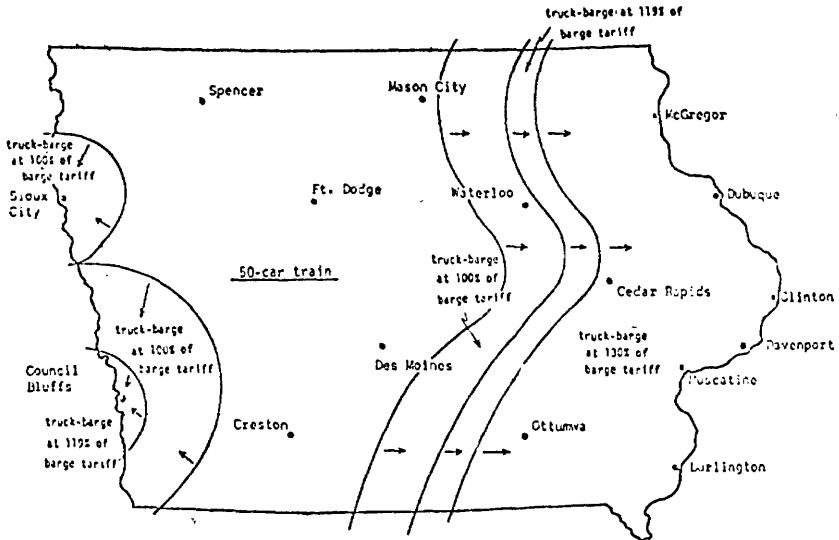 truck-barge at 119% of
barge tariff
Spencer
Mason City
McGregor
truck-barge
at 100% of
barge tariff
Sioux
City
Ft. Dodge
Waterloo
Dubuque
50-car train
truck-barge
at 100% of
barge tariff
Cedar Rapids
Clinton
truck-barge
at 100% of
barge tariff
truck-barge
at 130% of
barge tariff
Davenport
Des Moines
Council
Bluffs
Muscatine
truck-barge
at 119% of
barge tariff
Creston
Ottumwa
Burlington